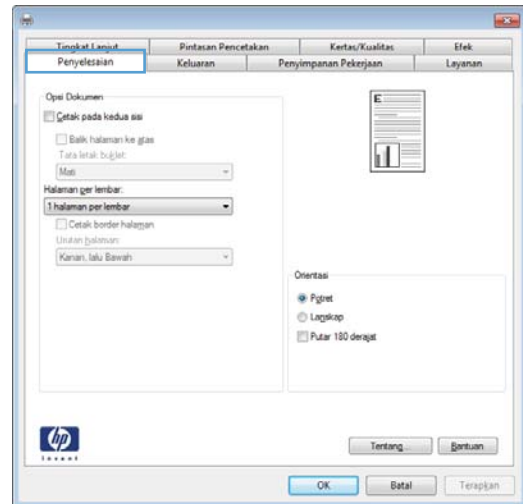 Tingkat Lanjut Pintasan Pencetakan Kertas/Kualitas Efek
Penyelesaian Keluaran Penyimpanan Pekerjaan Layanan
Opsi Dokumen
Cetak pada kedua sisi
Balik halaman ke atas
Tata letak buklet:
Mati
Halaman per lembar:
1 halaman per lembar
Cetak border halaman
Urutan halaman:
Kanan, lalu Bawah
E
Orientasi
Potret
Lanskap
Putar 180 derajat
hp
invent
Tentang... Bantuan
OK Batal Terapkan